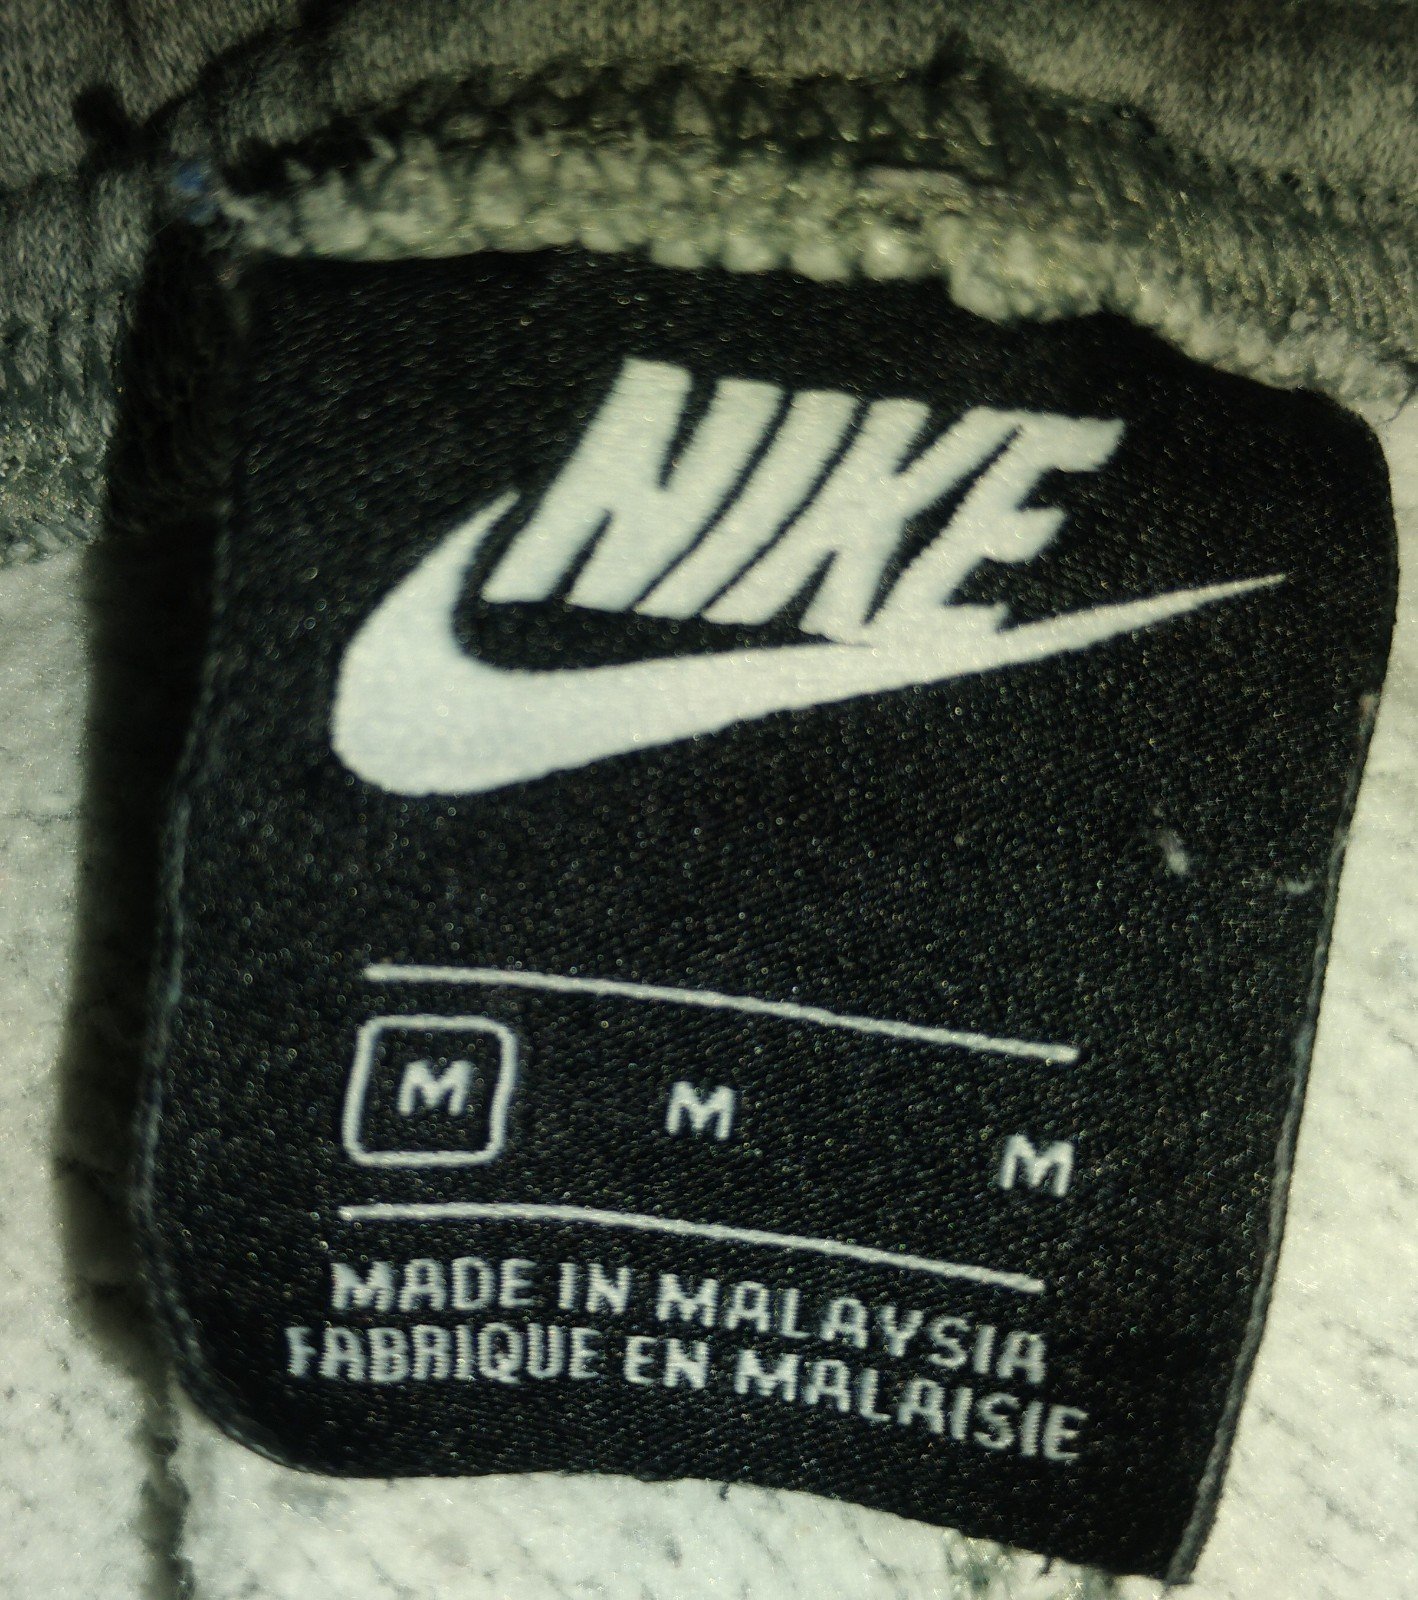 NIKE
M M M
MADE IN MALAYSIA
FABRIQUE EN MALAISIE